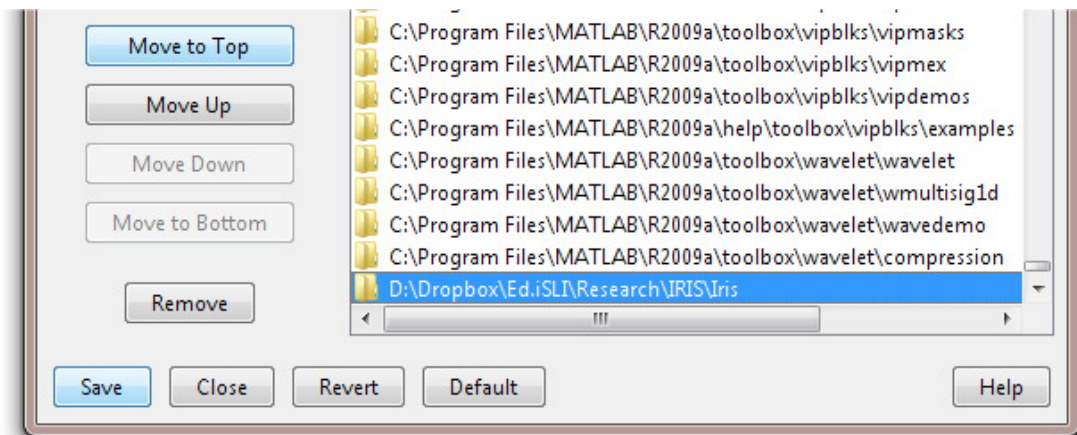 Move to Top
Move Up
Move Down
Move to Bottom
Remove
C:\Program Files\MATLAB\R2009a\toolbox\vipblks\vipmasks
C:\Program Files\MATLAB\R2009a\toolbox\vipblks\vipmex
C:\Program Files\MATLAB\R2009a\toolbox\vipblks\vipdemos
C:\Program Files\MATLAB\R2009a\help\toolbox\vipblks\examples
C:\Program Files\MATLAB\R2009a\toolbox\wavelet\wavelet
C:\Program Files\MATLAB\R2009a\toolbox\wavelet\wmultisig1d
C:\Program Files\MATLAB\R2009a\toolbox\wavelet\wavedemo
C:\Program Files\MATLAB\R2009a\toolbox\wavelet\compression
D:\Dropbox\Ed.iSLI\Research\IRIS\Iris
Save Close Revert Default Help